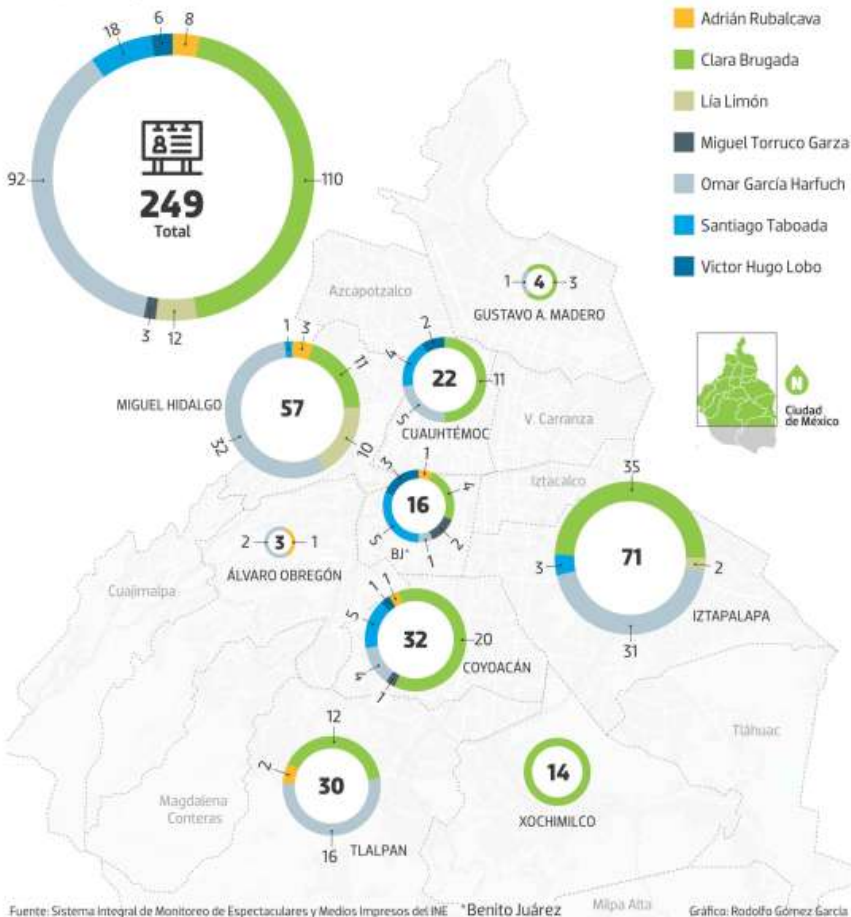 Adrián Rubalcava
Clara Brugada
Lía Limón
Miguel Torruco Garza
Omar García Harfuch
Santiago Taboada
Victor Hugo Lobo
18
6
8
92
110
3
12
249
Total
Azcapotzalco
1
4
3
GUSTAVO A. MADERO
N
Ciudad
de México
MIGUEL HIDALGO
1
3
11
57
32
10
2
4
22
11
5
CUAUHTÉMOC
V. Carranza
Iztacalco
3
1
4
16
5
1
2
BJ*
35
3
71
2
31
IZTAPALAPA
2
3
1
ÁLVARO OBREGÓN
Cuajimalpa
1
1
5
32
20
4
1
COYOACÁN
12
2
30
16
TLALPAN
Magdalena
Conteras
14
XOCHIMILCO
Tláhuac
Milpa Alta
Fuente: Sistema Integral de Monitoreo de Espectaculares y Medios Impresos del INE *Benito Juárez
Gráfico: Rodolfo Gómez García